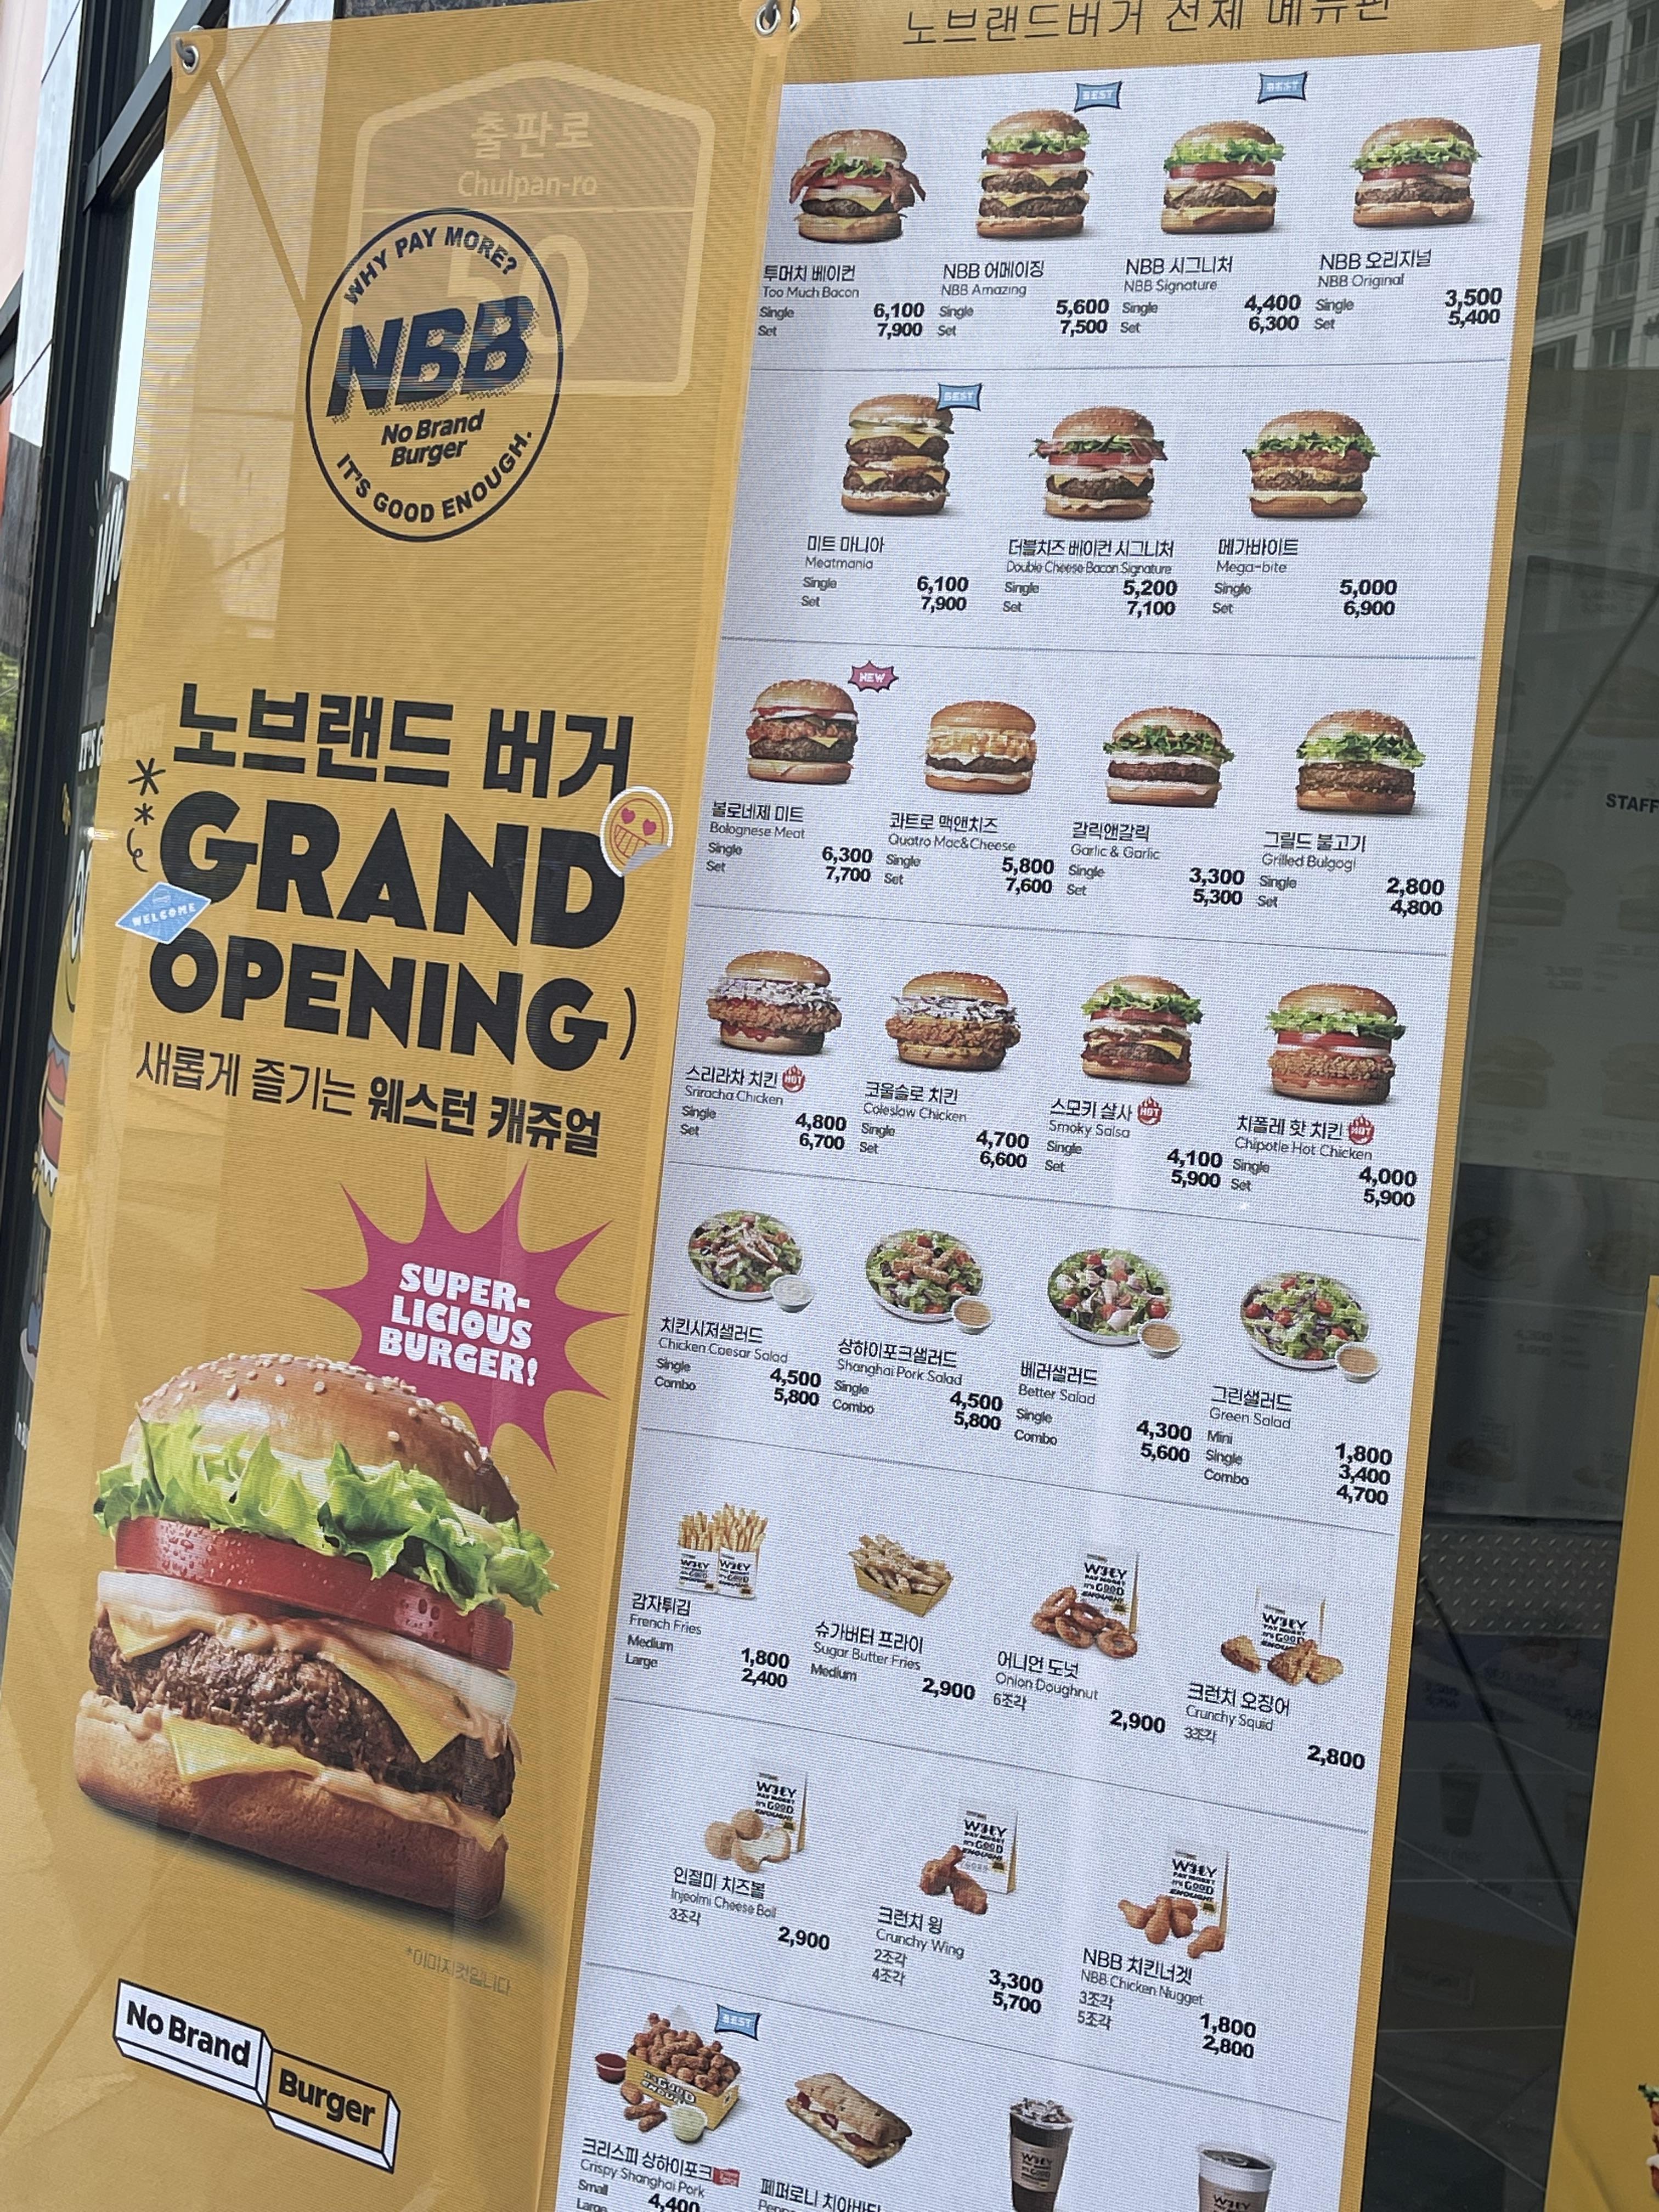 노브랜드버거 전체 메뉴판
출판로
Chulpan-ro
50
WHY PAY MORE?
NBB
No Brand
Burger
IT'S GOOD ENOUGH.
노브랜드 버거
GRAND
OPENING
WELCOME
새롭게 즐기는 웨스턴 캐쥬얼
SUPER-
LICIOUS
BURGER!
*이미지컷입니다
No Brand
Burger
BEST
투머치 베이컨
Too Much Bacon
Single 6,100
Set 7,900
NBB 어메이징
NBB Amazing
Single 5,600
Set 7,500
BEST
NBB 시그니처
NBB Signature
Single 4,400
Set 6,300
NBB 오리지널
NBB Original
Single 3,500
Set 5,400
BEST
미트 마니아
Meatmania
Single 6,100
Set 7,900
더블치즈 베이컨 시그니처
Double Cheese Bacon Signature
Single 5,200
Set 7,100
메가바이트
Mega-bite
Single 5,000
Set 6,900
NEW
볼로네제 미트
Bolognese Meat
Single 6,300
Set 7,700
콰트로 맥앤치즈
Quatro Mac&Cheese
Single 5,800
Set 7,600
갈릭앤갈릭
Garlic & Garlic
Single 3,300
Set 5,300
그릴드 불고기
Grilled Bulgogi
Single 2,800
Set 4,800
스리라차 치킨 HOT
Sriracha Chicken
Single 4,800
Set 6,700
코울슬로 치킨
Coleslaw Chicken
Single 4,700
Set 6,600
스모키 살사 HOT
Smoky Salsa
Single 4,100
Set 5,900
치폴레 핫 치킨 HOT
Chipotle Hot Chicken
Single 4,000
Set 5,900
치킨시저샐러드
Chicken Caesar Salad
Single 4,500
Combo 5,800
상하이포크샐러드
Shanghai Pork Salad
Single 4,500
Combo 5,800
베러샐러드
Better Salad
Single 4,300
Combo 5,600
그린샐러드
Green Salad
Mini 1,800
Single 3,400
Combo 4,700
감자튀김
French Fries
Medium 1,800
Large 2,400
슈가버터 프라이
Sugar Butter Fries
Medium 2,900
어니언 도넛
Onion Doughnut
6조각 2,900
크런치 오징어
Crunchy Squid
3조각 2,800
인절미 치즈볼
Injeolmi Cheese Ball
3조각 2,900
크런치 윙
Crunchy Wing
2조각 3,300
4조각 5,700
NBB 치킨너겟
NBB Chicken Nugget
3조각 1,800
5조각 2,800
BEST
크리스피 상하이포크
Crispy Shanghai Pork
Small 4,400
Large
페퍼로니 치아바타
STAFF